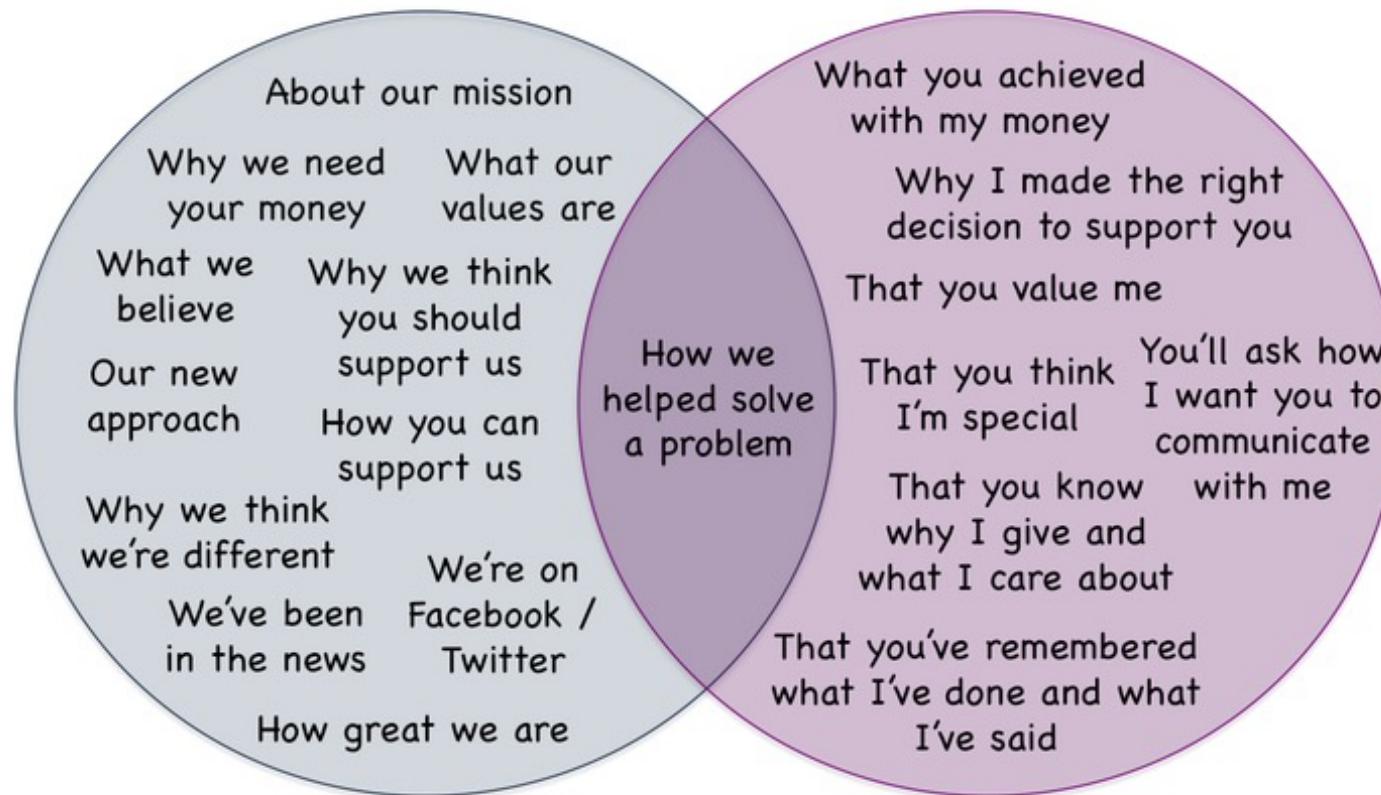 About our mission
Why we need
your money
What our
values are
What we
believe
Why we think
you should
support us
Our new
approach
How you can
support us
Why we think
we're different
We're on
Facebook /
Twitter
We've been
in the news
How great we are
How we
helped solve
a problem
What you achieved
with my money
Why I made the right
decision to support you
That you value me
That you think
I'm special
You'll ask how
I want you to
communicate
with me
That you know
why I give and
what I care about
That you've remembered
what I've done and what
I've said